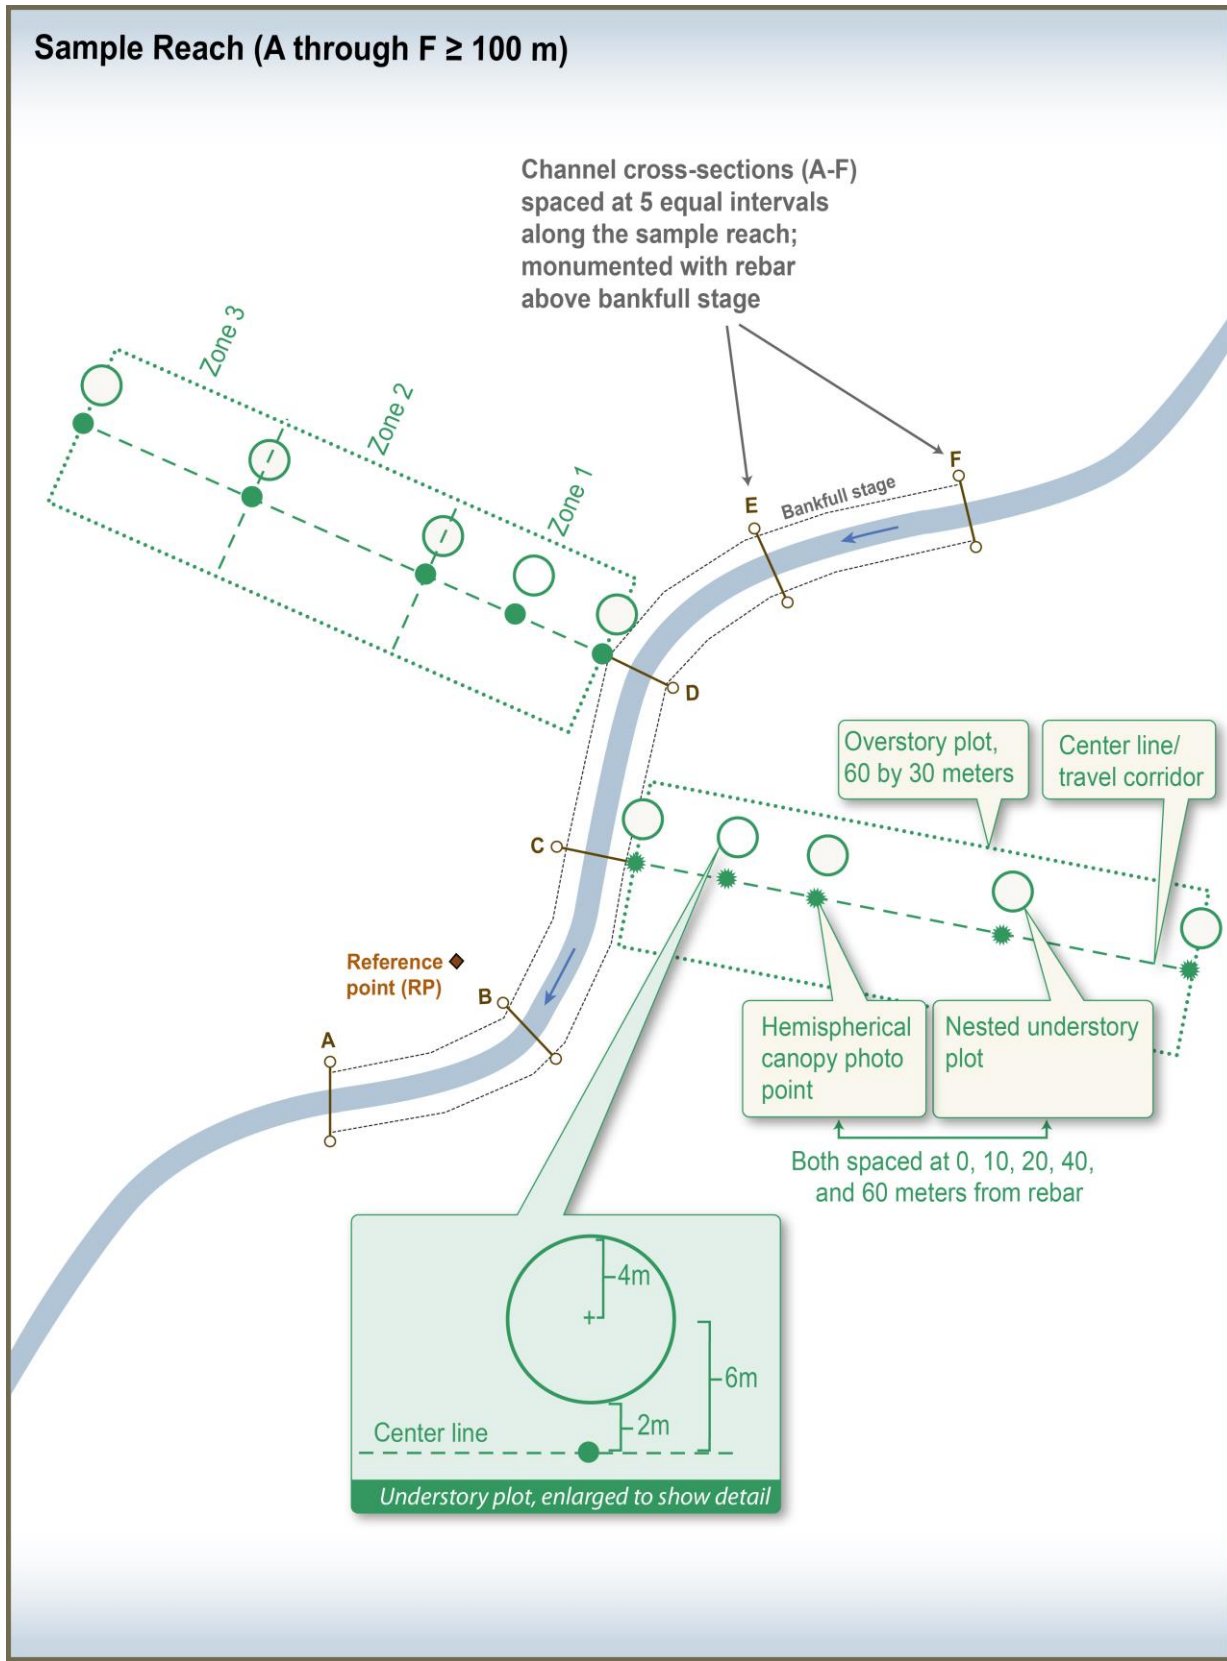 Sample Reach (A through F ≥ 100 m)
Channel cross-sections (A-F)
spaced at 5 equal intervals
along the sample reach;
monumented with rebar
above bankfull stage
Zone 3
Zone 2
Zone 1
F
E
Bankfull stage
D
Overstory plot,
60 by 30 meters
Center line/
travel corridor
C
Reference
point (RP)
B
A
Hemispherical
canopy photo
point
Nested understory
plot
Both spaced at 0, 10, 20, 40,
and 60 meters from rebar
4m
6m
2m
Center line
Understory plot, enlarged to show detail